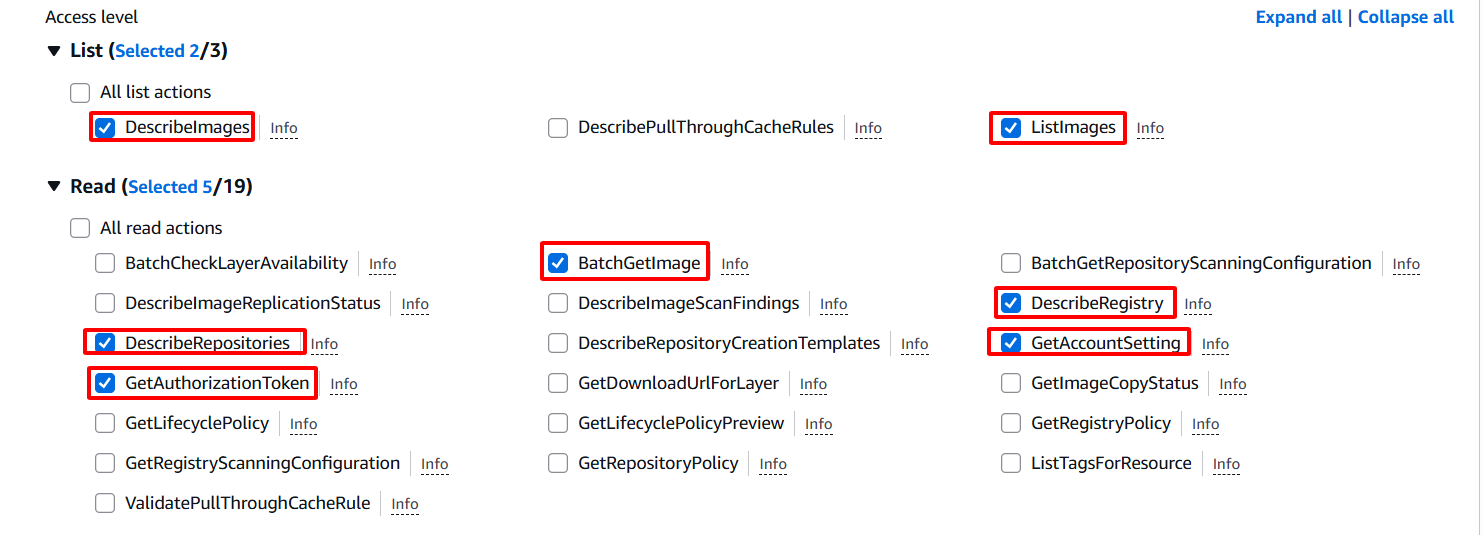 Access level Expand all | Collapse all
List (Selected 2/3)
All list actions
DescribeImages Info DescribePullThroughCacheRules Info ListImages Info
Read (Selected 5/19)
All read actions
BatchCheckLayerAvailability Info BatchGetImage Info BatchGetRepositoryScanningConfiguration Info
DescribeImageReplicationStatus Info DescribeImageScanFindings Info DescribeRegistry Info
DescribeRepositories Info DescribeRepositoryCreationTemplates Info GetAccountSetting Info
GetAuthorizationToken Info GetDownloadUrlForLayer Info GetImageCopyStatus Info
GetLifecyclePolicy Info GetLifecyclePolicyPreview Info GetRegistryPolicy Info
GetRegistryScanningConfiguration Info GetRepositoryPolicy Info ListTagsForResource Info
ValidatePullThroughCacheRule Info